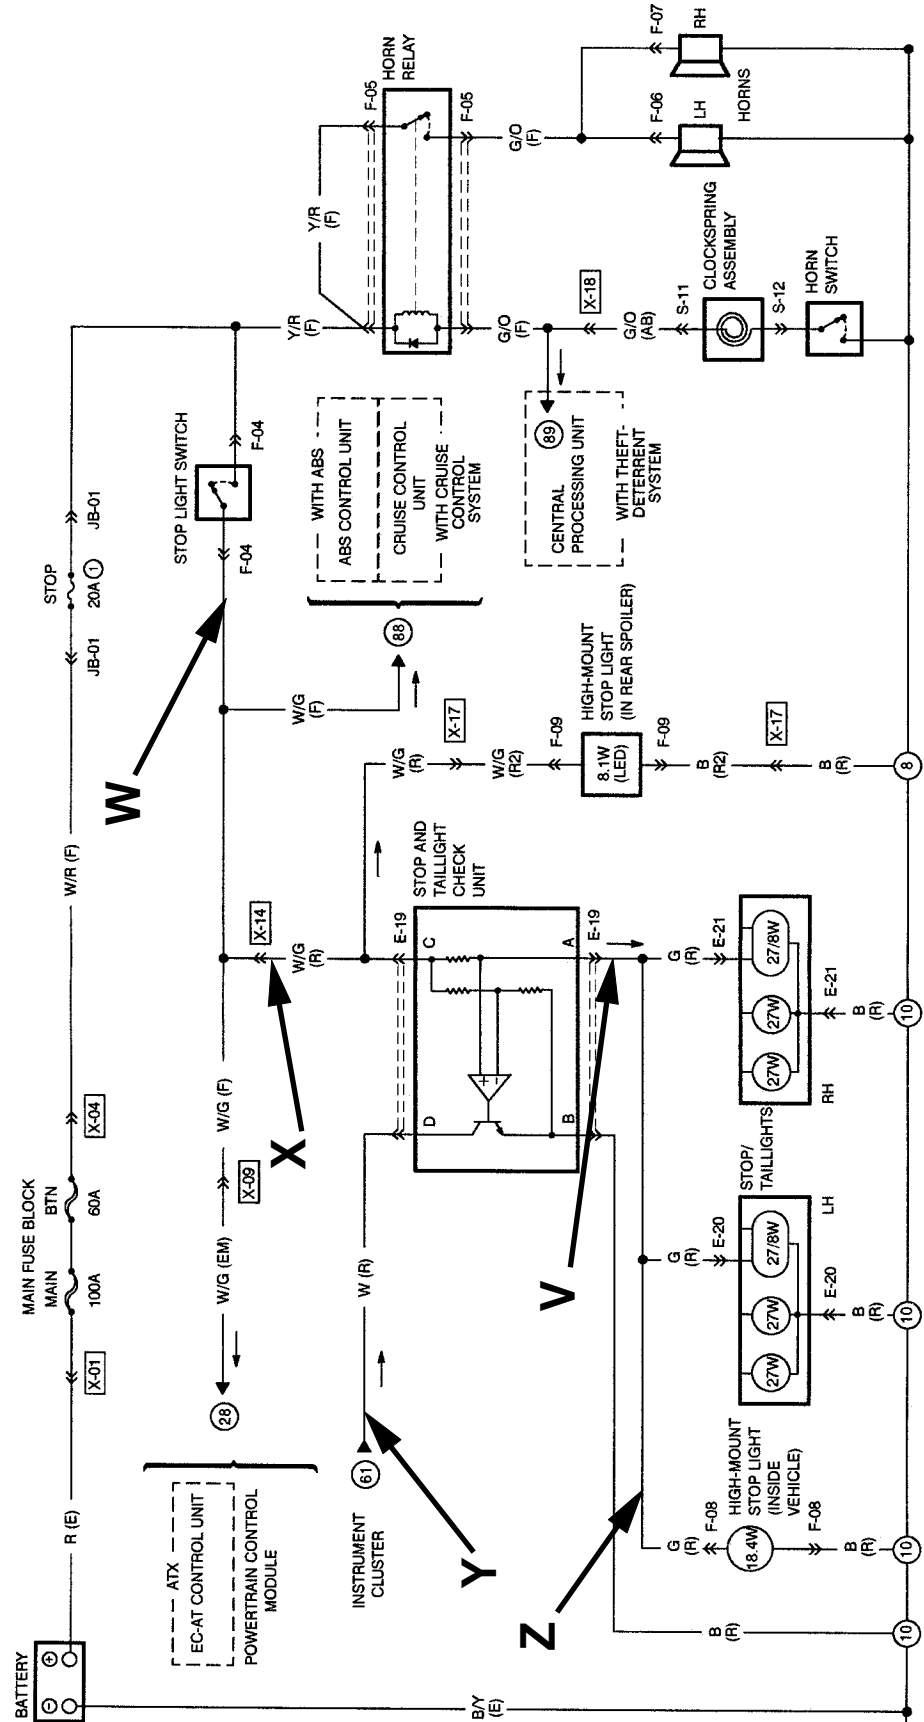 BATTERY
R (E)
X-01
MAIN FUSE BLOCK
MAIN
100A
BTN
60A
X-04
W/R (F)
JB-01
STOP
20A 1
JB-01
STOP LIGHT SWITCH
F-04
F-04
W
ATX
EC-AT CONTROL UNIT
POWERTRAIN CONTROL
MODULE
28
W/G (EM)
X-09
W/G (F)
X-14
W/G
(R)
X
W/G
(F)
88
WITH ABS
ABS CONTROL UNIT
CRUISE CONTROL
UNIT
WITH CRUISE
CONTROL
SYSTEM
Y/R
(F)
Y/R
(F)
F-05
HORN
RELAY
F-05
INSTRUMENT
CLUSTER
61
Y
W (R)
E-19
STOP AND
TAILLIGHT
CHECK
UNIT
D
C
+
−
B
A
E-19
W/G
(R)
X-17
W/G
(R2)
F-09
8.1W
(LED)
HIGH-MOUNT
STOP LIGHT
(IN REAR SPOILER)
F-09
B
(R2)
X-17
B
(R)
8
G/O
(F)
89
CENTRAL
PROCESSING UNIT
WITH THEFT-
DETERRENT
SYSTEM
X-18
G/O
(AB)
S-11
CLOCKSPRING
ASSEMBLY
S-12
HORN
SWITCH
G/O
(F)
F-06
LH
F-07
RH
HORNS
Z
V
G
(R)
F-08
18.4W
HIGH-MOUNT
STOP LIGHT
(INSIDE
VEHICLE)
F-08
B
(R)
10
B
(R)
10
G
(R)
E-20
27W
27W
27/8W
LH
E-20
B
(R)
10
STOP/
TAILLIGHTS
G
(R)
E-21
27W
27W
27/8W
RH
E-21
B
(R)
10
B/Y
(E)